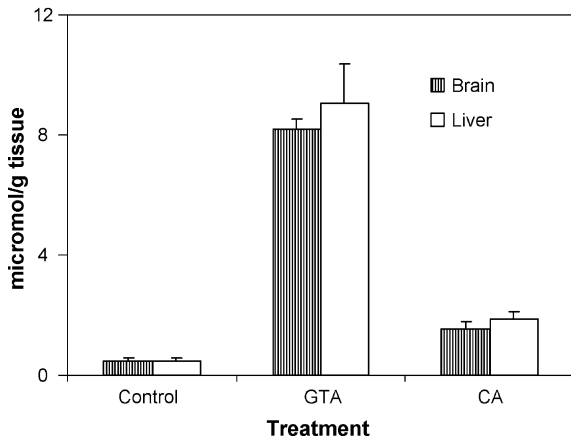 12
8
4
0
micromol/g tissue
Brain
Liver
Control
GTA
CA
Treatment